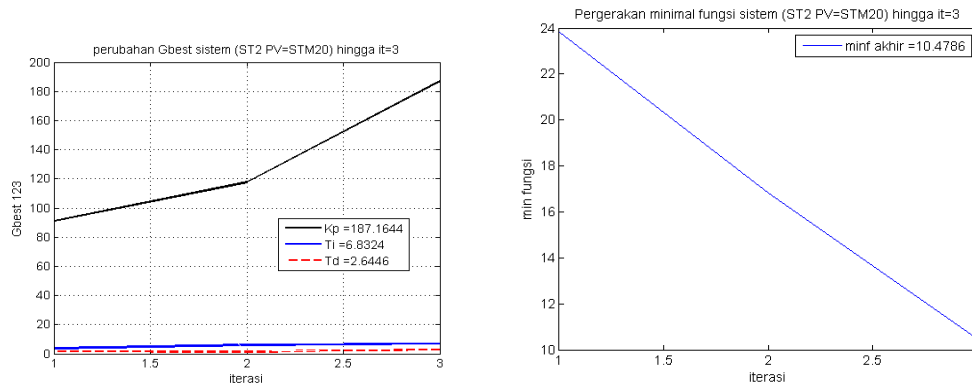 perubahan Gbest sistem (ST2 PV=STM20) hingga it=3
200
180
160
140
120
100
80
60
40
20
0
Gbest 123
Kp =187.1644
Ti =6.8324
Td =2.6446
1
1.5
2
2.5
3
iterasi
Pergerakan minimal fungsi sistem (ST2 PV=STM20) hingga it=3
24
22
20
18
16
14
12
10
min fungsi
minf akhir =10.4786
1
1.5
2
2.5
3
iterasi